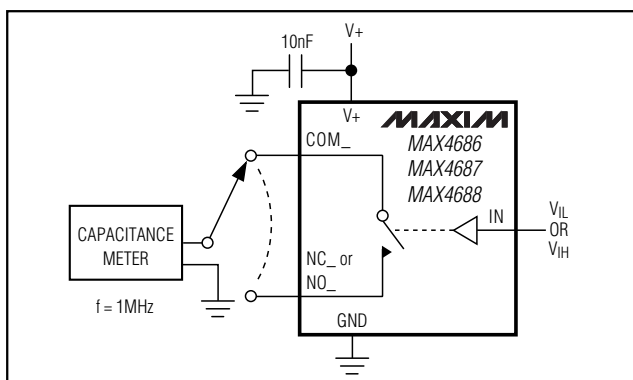 10nF
V+
V+
MAXIM
COM_
MAX4686
MAX4687
MAX4688
IN
VIL
OR
VIH
CAPACITANCE
METER
NC_ or
NO_
f = 1MHz
GND